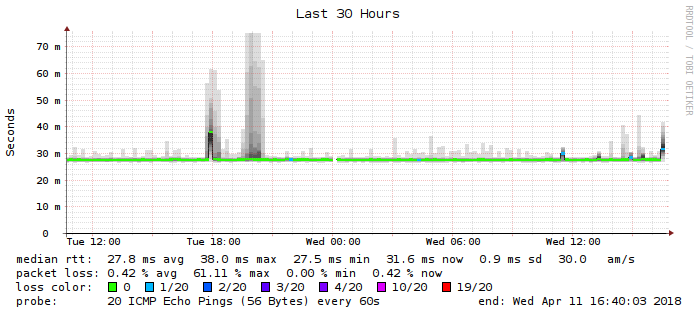 Last 30 Hours
RRDTOOL / TOBI OETIKER
Seconds
70 m
60 m
50 m
40 m
30 m
20 m
10 m
0
Tue 12:00 Tue 18:00 Wed 00:00 Wed 06:00 Wed 12:00
median rtt: 27.8 ms avg 38.0 ms max 27.5 ms min 31.6 ms now 0.9 ms sd 30.0 am/s
packet loss: 0.42 % avg 61.11 % max 0.00 % min 0.42 % now
loss color: 0 1/20 2/20 3/20 4/20 10/20 19/20
probe: 20 ICMP Echo Pings (56 Bytes) every 60s end: Wed Apr 11 16:40:03 2018